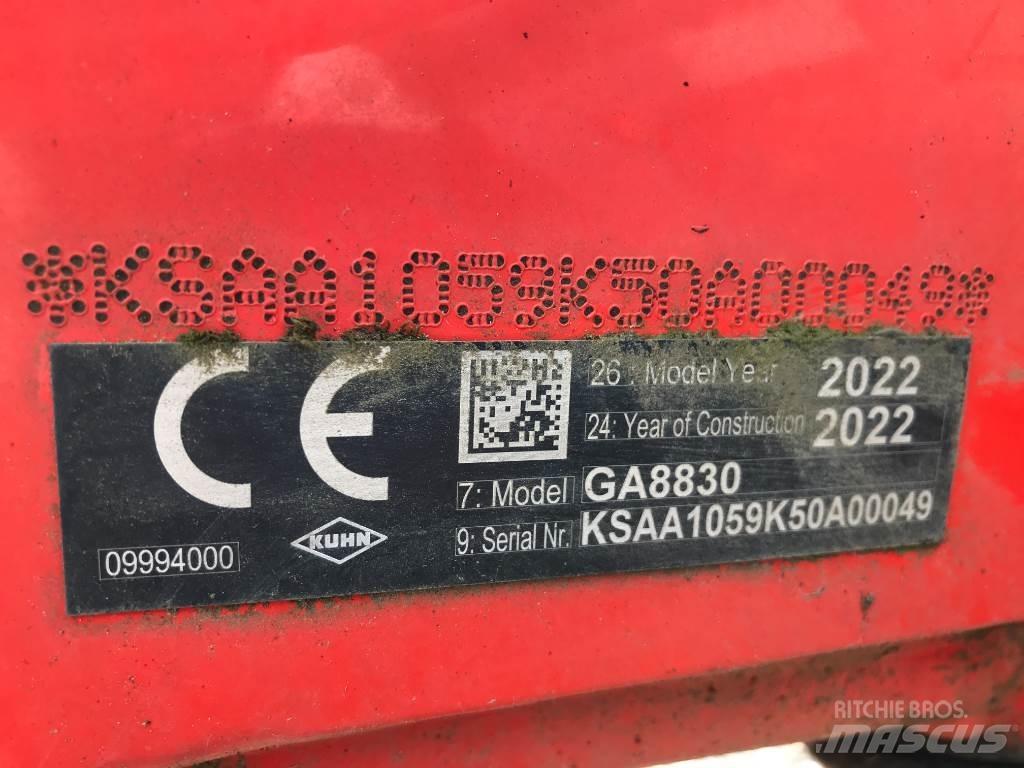 *KSAA1059K50A00049*
CE
26 : Model Year 2022
24: Year of Construction 2022
7: Model GA8830
9: Serial Nr. KSAA1059K50A00049
KUHN
09994000
RITCHIE BROS.
MASCUS